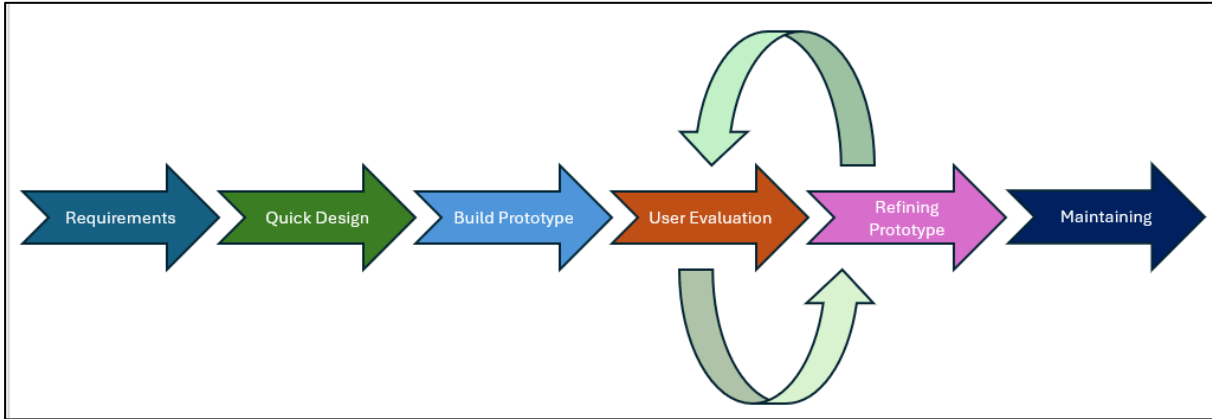 Requirements
Quick Design
Build Prototype
User Evaluation
Refining
Prototype
Maintaining